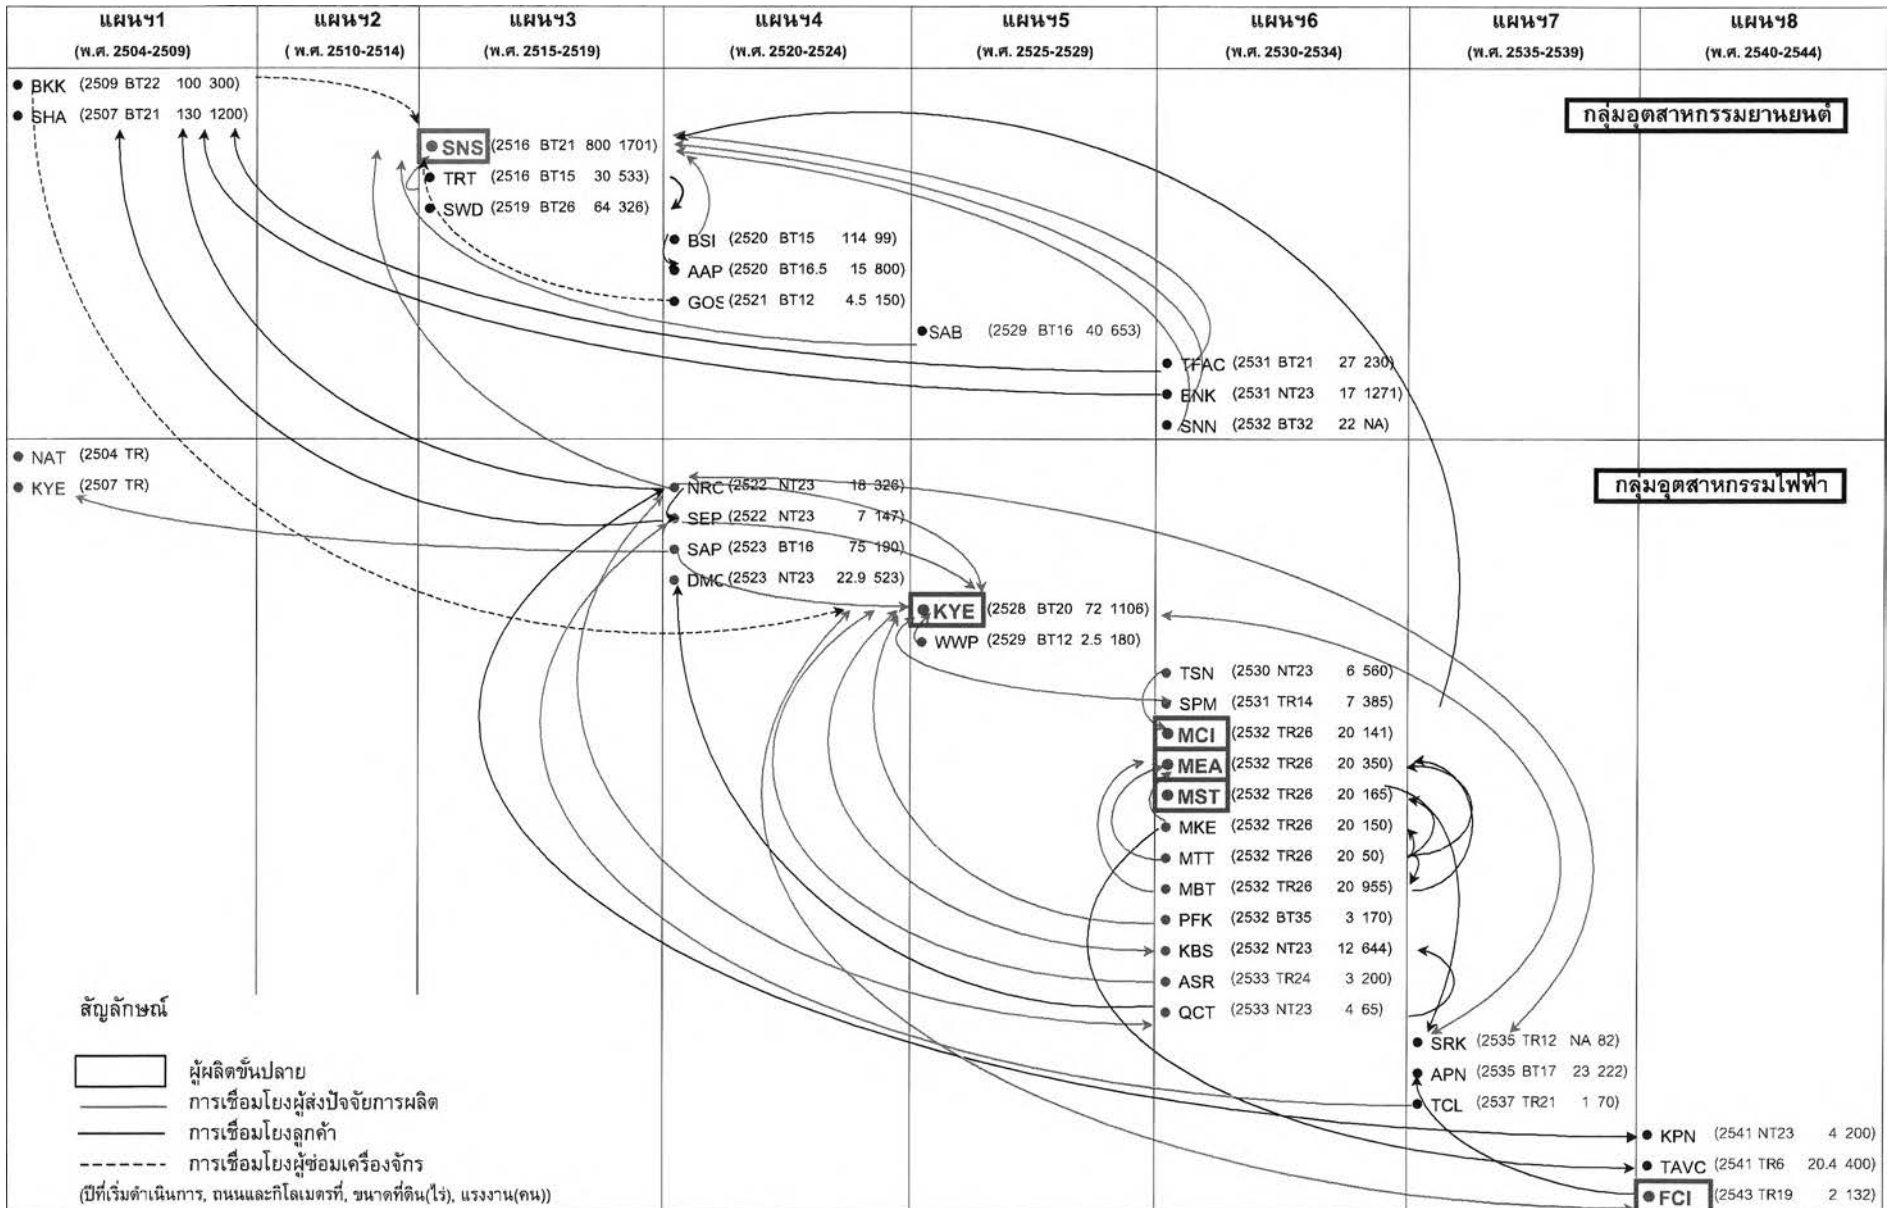 แผนฯ1 แผนฯ2 แผนฯ3 แผนฯ4 แผนฯ5 แผนฯ6 แผนฯ7 แผนฯ8
(พ.ศ. 2504-2509) ( พ.ศ. 2510-2514) (พ.ศ. 2515-2519) (พ.ศ. 2520-2524) (พ.ศ. 2525-2529) (พ.ศ. 2530-2534) (พ.ศ. 2535-2539) (พ.ศ. 2540-2544)
BKK (2509 BT22 100 300)
SHA (2507 BT21 130 1200)
กลุ่มอุตสาหกรรมยานยนต์
SNS (2516 BT21 800 1701)
TRT (2516 BT15 30 533)
SWD (2519 BT26 64 326)
BSI (2520 BT15 114 99)
AAP (2520 BT16.5 15 800)
GOS (2521 BT12 4.5 150)
SAB (2529 BT16 40 653)
TFAC (2531 BT21 27 230)
ENK (2531 NT23 17 1271)
SNN (2532 BT32 22 NA)
NAT (2504 TR)
KYE (2507 TR)
กลุ่มอุตสาหกรรมไฟฟ้า
NRC (2522 NT23 18 326)
SEP (2522 NT23 7 147)
SAP (2523 BT16 75 190)
DMC (2523 NT23 22.9 523)
KYE (2528 BT20 72 1106)
WWP (2529 BT12 2.5 180)
TSN (2530 NT23 6 560)
SPM (2531 TR14 7 385)
MCI (2532 TR26 20 141)
MEA (2532 TR26 20 350)
MST (2532 TR26 20 165)
MKE (2532 TR26 20 150)
MTT (2532 TR26 20 50)
MBT (2532 TR26 20 955)
PFK (2532 BT35 3 170)
KBS (2532 NT23 12 644)
ASR (2533 TR24 3 200)
QCT (2533 NT23 4 65)
SRK (2535 TR12 NA 82)
APN (2535 BT17 23 222)
TCL (2537 TR21 1 70)
KPN (2541 NT23 4 200)
TAVC (2541 TR6 20.4 400)
FCI (2543 TR19 2 132)
สัญลักษณ์
ผู้ผลิตขั้นปลาย
การเชื่อมโยงผู้ส่งปัจจัยการผลิต
การเชื่อมโยงลูกค้า
การเชื่อมโยงผู้ซ่อมเครื่องจักร
(ปีที่เริ่มดำเนินการ, ถนนและกิโลเมตรที่, ขนาดที่ดิน(ไร่), แรงงาน(คน))